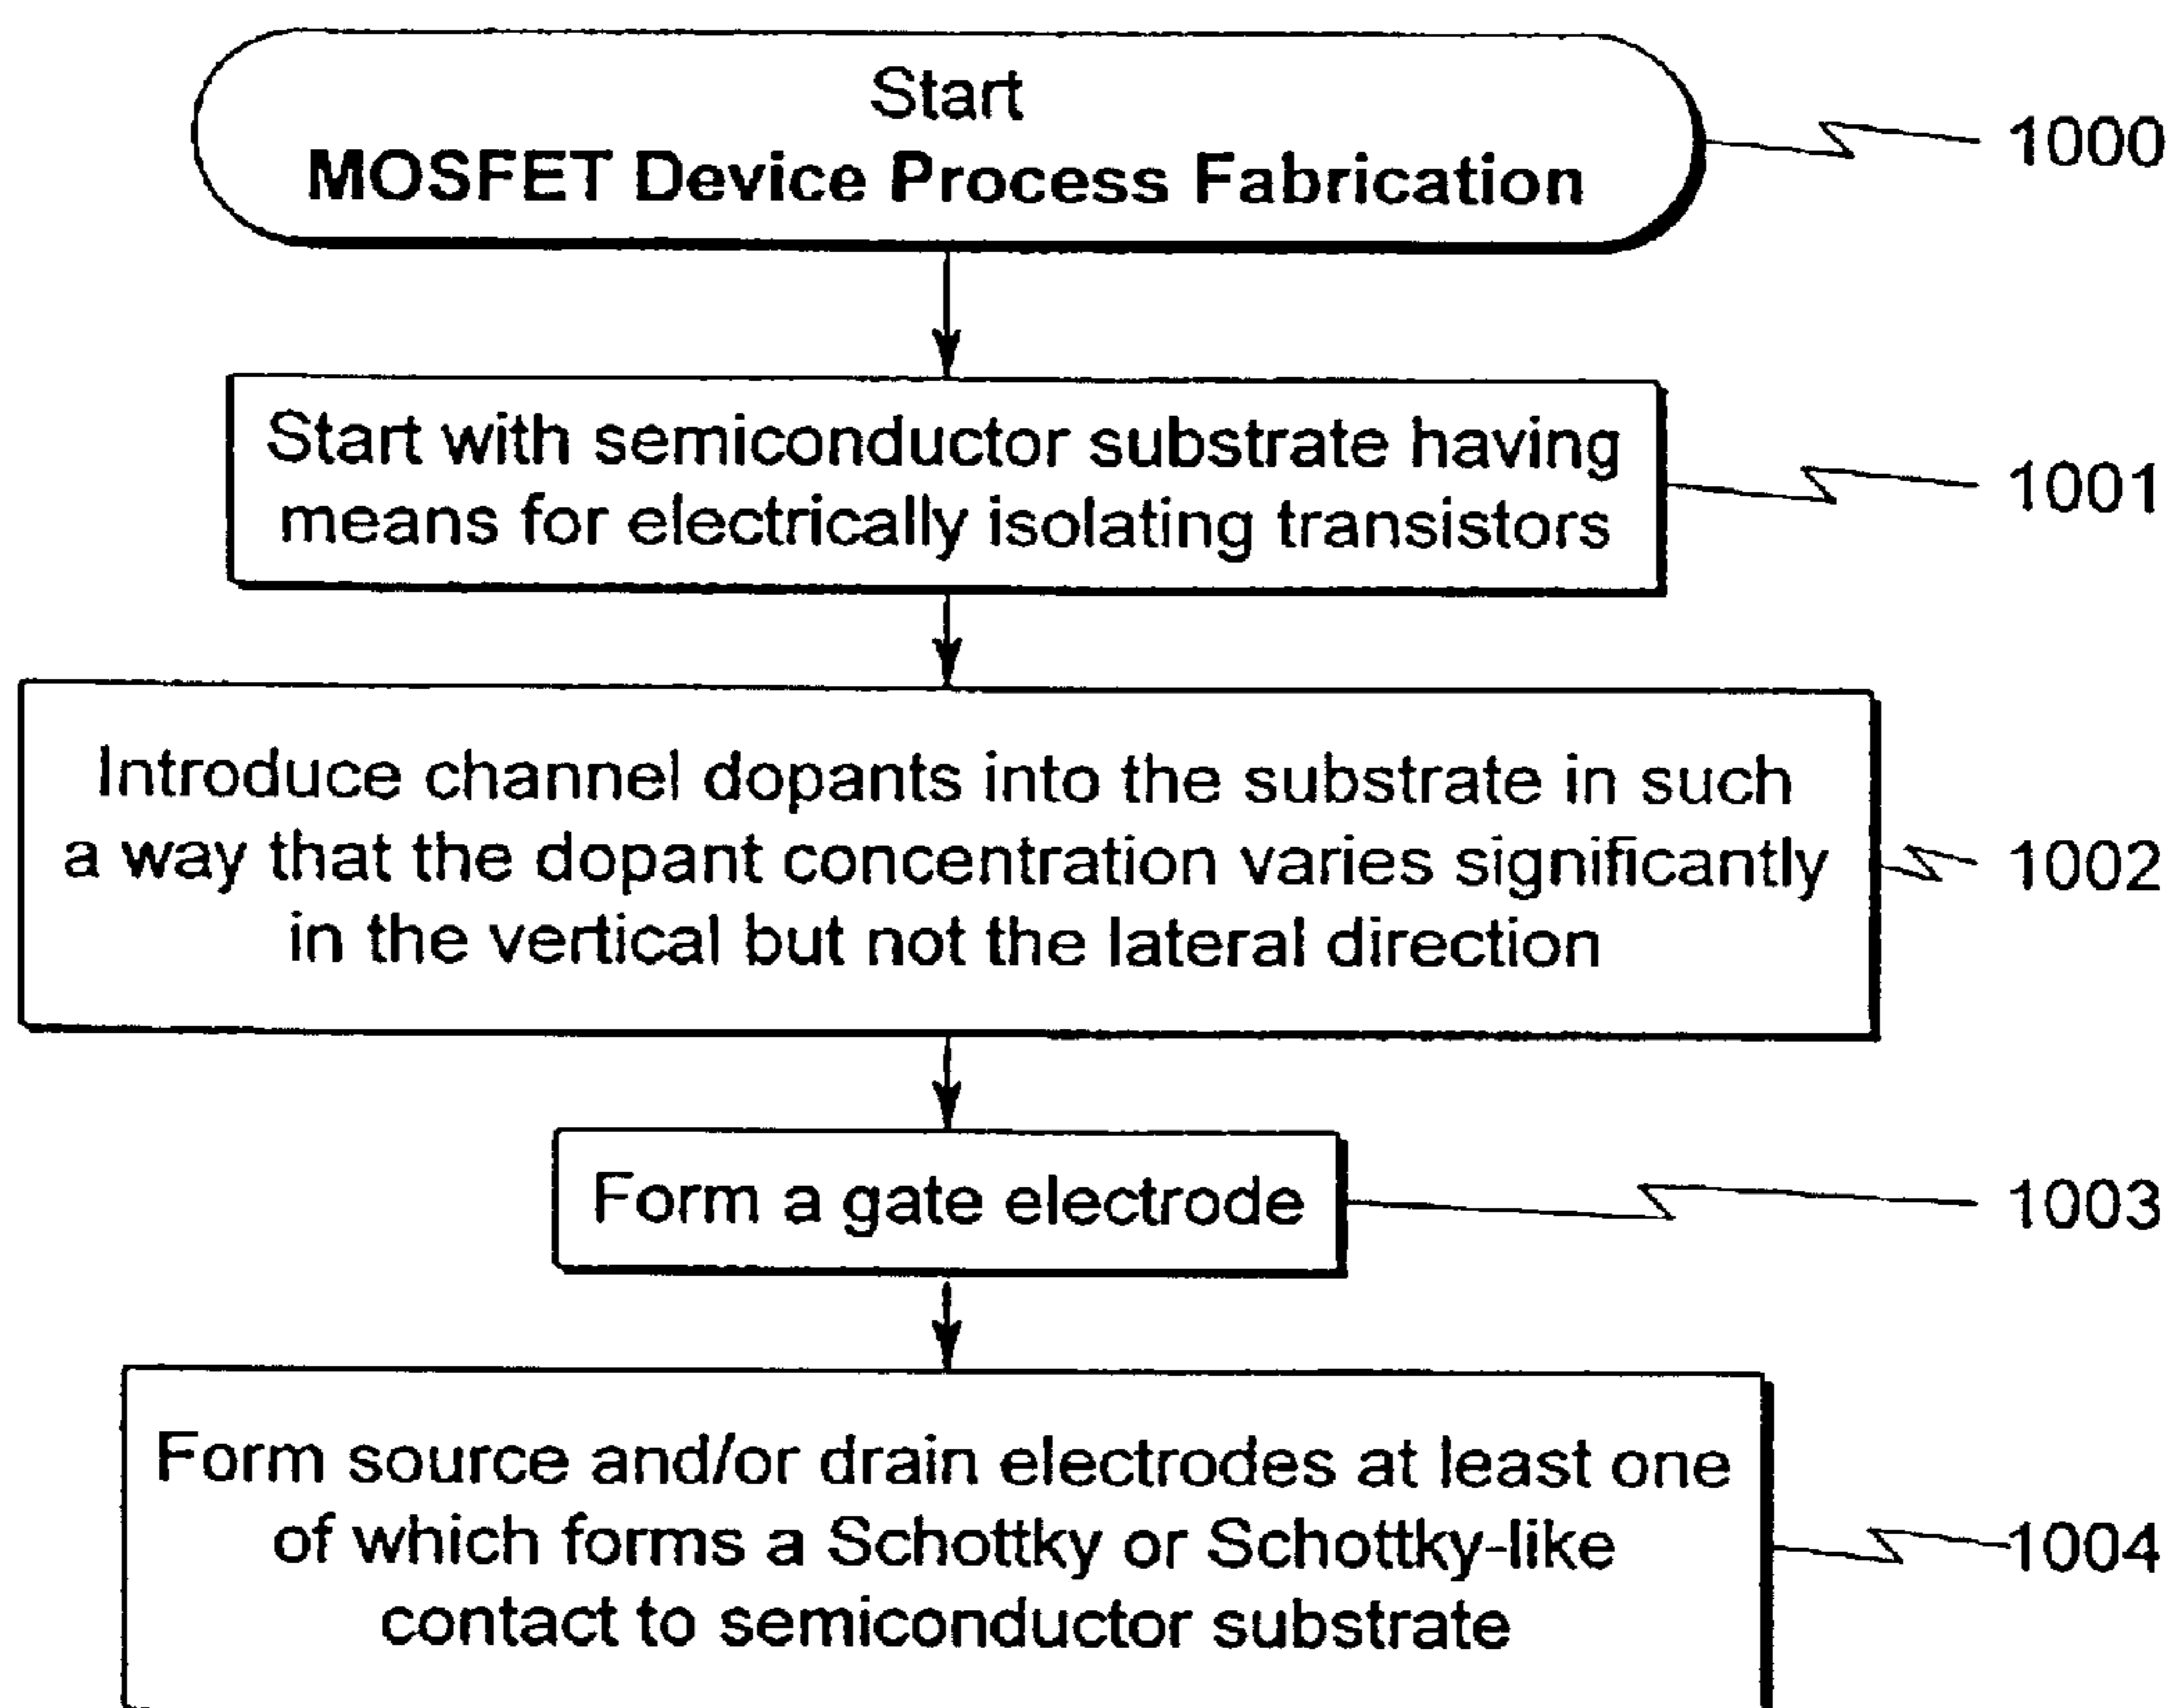 Start
MOSFET Device Process Fabrication
1000
Start with semiconductor substrate having
means for electrically isolating transistors
1001
Introduce channel dopants into the substrate in such
a way that the dopant concentration varies significantly
in the vertical but not the lateral direction
1002
Form a gate electrode
1003
Form source and/or drain electrodes at least one
of which forms a Schottky or Schottky-like
contact to semiconductor substrate
1004